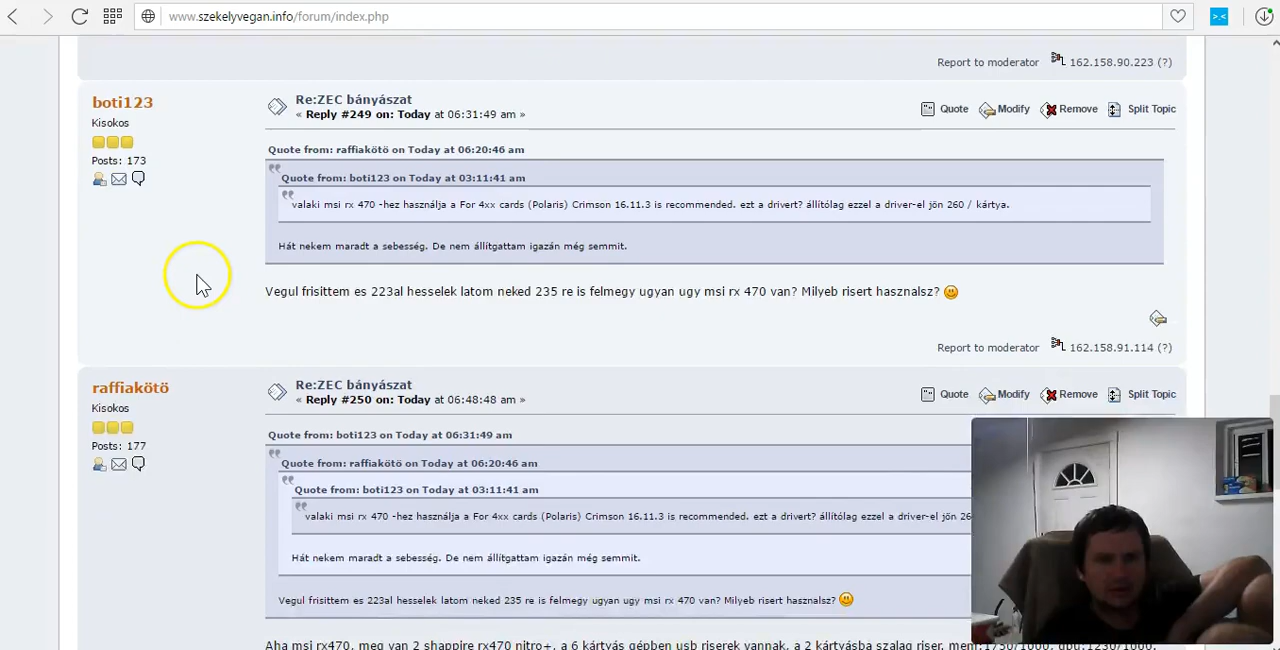 www.szekelyvegan.info/forum/index.php
>.<
Report to moderator 162.158.90.223 (?)
boti123
Kisokos
Posts: 173
Re:ZEC bányászat
« Reply #249 on: Today at 06:31:49 am »
Quote Modify Remove Split Topic
Quote from: raffiakötö on Today at 06:20:46 am
Quote from: boti123 on Today at 03:11:41 am
valaki msi rx 470 -hez használja a For 4xx cards (Polaris) Crimson 16.11.3 is recommended. ezt a drivert? állítólag ezzel a driver-el jön 260 / kártya.
Hát nekem maradt a sebesség. De nem állítgattam igazán még semmit.
Vegul frisittem es 223al hesselek latom neked 235 re is felmegy ugyan ugy msi rx 470 van? Milyeb risert hasznalsz?
Report to moderator 162.158.91.114 (?)
raffiakötö
Kisokos
Posts: 177
Re:ZEC bányászat
« Reply #250 on: Today at 06:48:48 am »
Quote Modify Remove Split Topic
Quote from: boti123 on Today at 06:31:49 am
Quote from: raffiakötö on Today at 06:20:46 am
Quote from: boti123 on Today at 03:11:41 am
valaki msi rx 470 -hez használja a For 4xx cards (Polaris) Crimson 16.11.3 is recommended. ezt a drivert? állítólag ezzel a driver-el jön 26
Hát nekem maradt a sebesség. De nem állítgattam igazán még semmit.
Vegul frisittem es 223al hesselek latom neked 235 re is felmegy ugyan ugy msi rx 470 van? Milyeb risert hasznalsz?
Aha msi rx470, meg van 2 shappire rx470 nitro+, a 6 kártyás gépben usb riserek vannak, a 2 kártyásba szalag riser, mem:1750/1000, gpu:1230/1000.